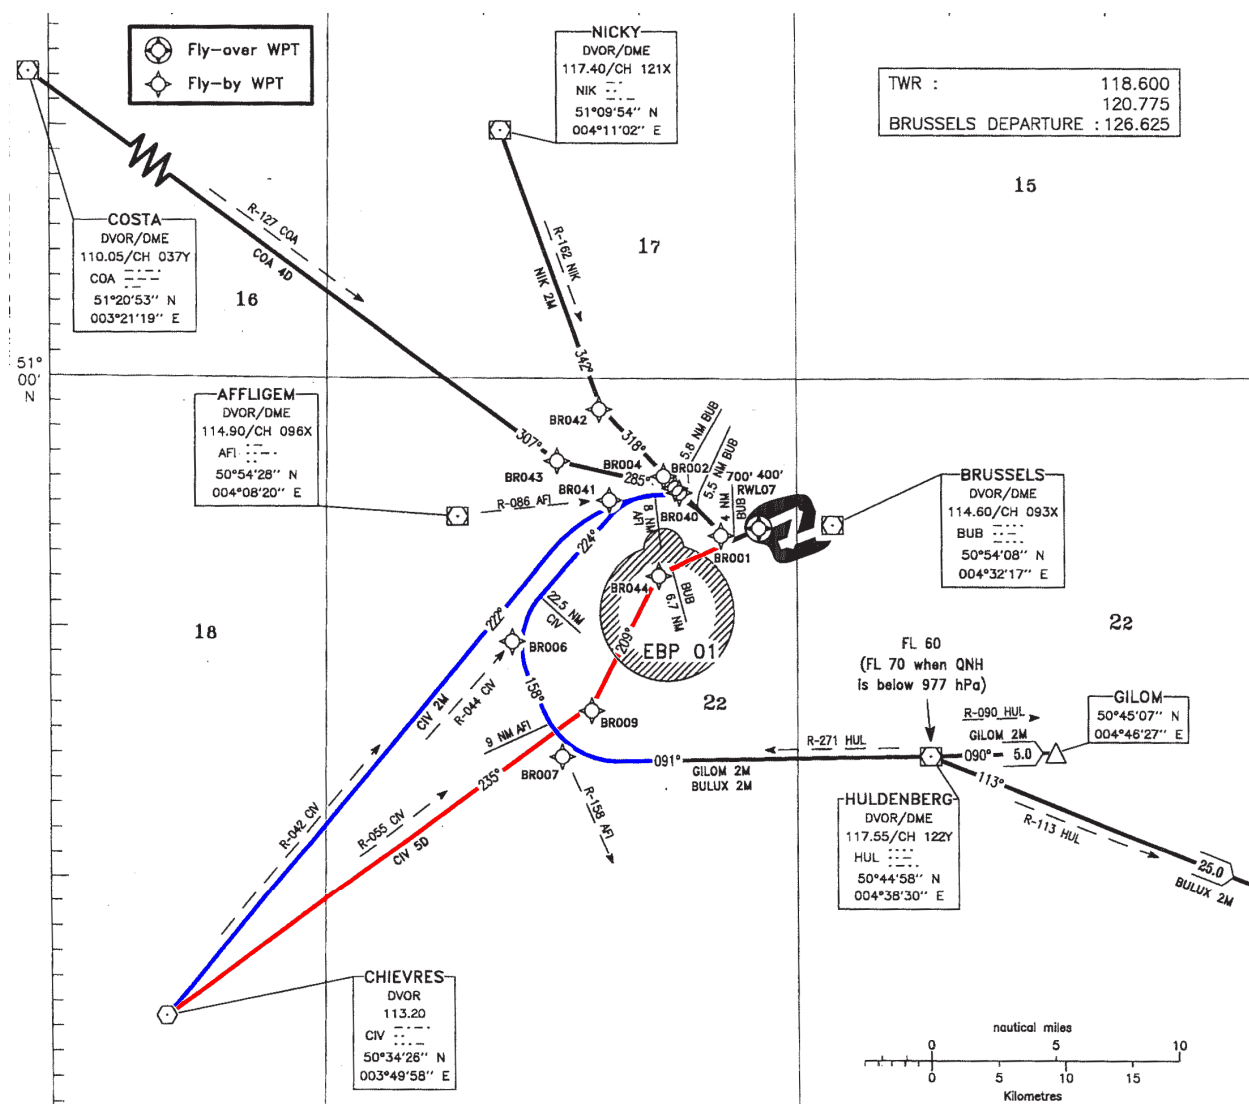 Fly-over WPT
Fly-by WPT
NICKY
DVOR/DME
117.40/CH 121X
NIK
51°09'54'' N
004°11'02'' E
TWR : 118.600
120.775
BRUSSELS DEPARTURE : 126.625
15
17
16
COSTA
DVOR/DME
110.05/CH 037Y
COA
51°20'53'' N
003°21'19'' E
R-127 COA
COA 4D
R-162 NIK
NIK 2M
342°
51°
00'
N
AFFLIGEM
DVOR/DME
114.90/CH 096X
AFI
50°54'28'' N
004°08'20'' E
BR042
318°
307°
BR043
BR004
285°
BR002
5.8 NM BUB
5.5 NM BUB
700' 400'
RWL07
BR041
R-086 AFI
BR040
4 NM
BUB
8 NM
AFI
BR001
BRUSSELS
DVOR/DME
114.60/CH 093X
BUB
50°54'08'' N
004°32'17'' E
224°
BR044
BUB
6.7 NM
22.5 NM
CIV
222°
18
BR006
209°
EBP 01
22
22
CIV 2M
R-044 CIV
158°
BR009
9 NM AFI
BR007
FL 60
(FL 70 when QNH
is below 977 hPa)
R-090 HUL
GILOM 2M
090°
5.0
GILOM
50°45'07'' N
004°46'27'' E
R-271 HUL
091°
GILOM 2M
BULUX 2M
113°
R-113 HUL
25.0
BULUX 2M
235°
R-158 AFI
R-042 CIV
R-055 CIV
CIV 5D
HULDENBERG
DVOR/DME
117.55/CH 122Y
HUL
50°44'58'' N
004°38'30'' E
CHIEVRES
DVOR
113.20
CIV
50°34'26'' N
003°49'58'' E
nautical miles
0 5 10
0 5 10 15
Kilometres